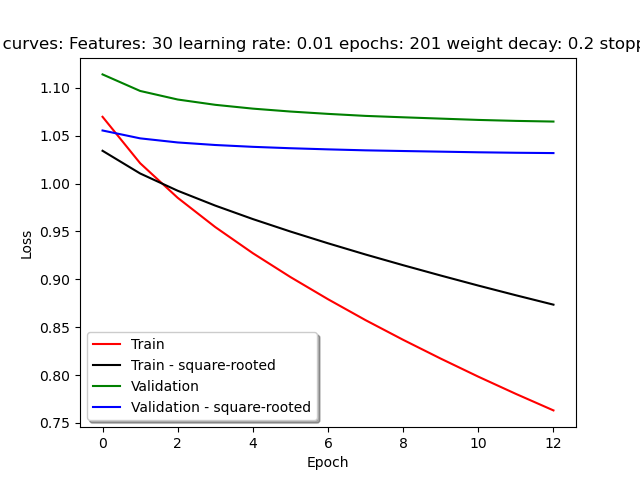 curves: Features: 30 learning rate: 0.01 epochs: 201 weight decay: 0.2
1.10
1.05
1.00
0.95
0.90
0.85
0.80
0.75
Loss
Train
Train - square-rooted
Validation
Validation - square-rooted
0 2 4 6 8 10 12
Epoch